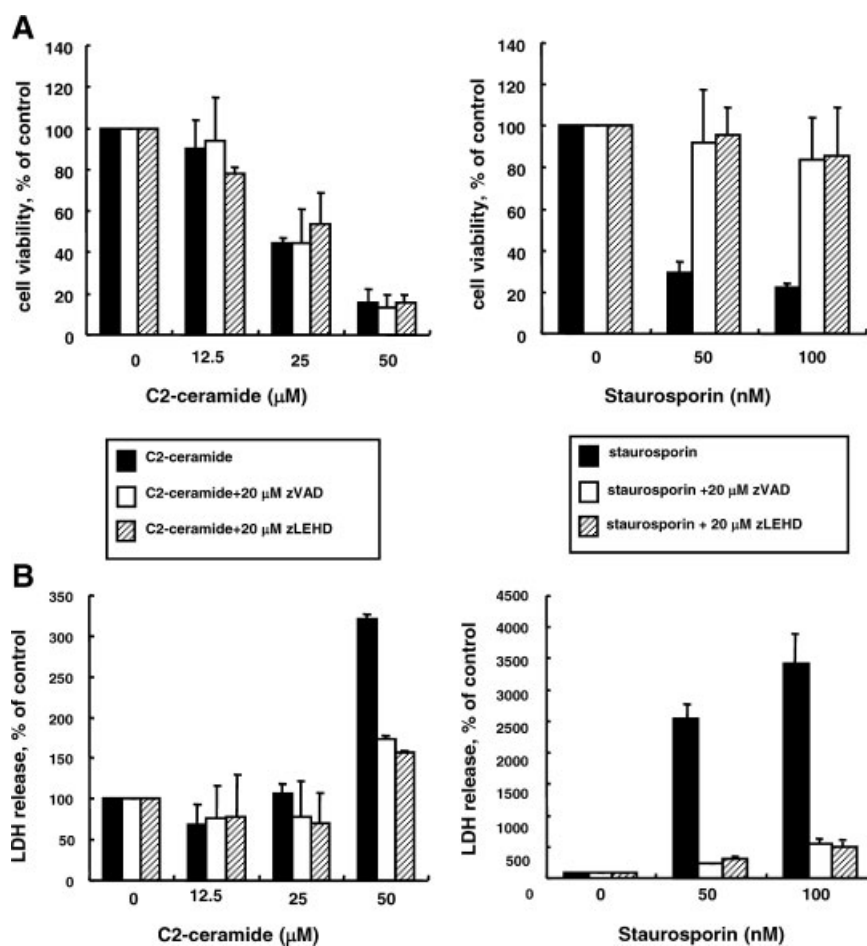 A
cell viability, % of control
140
120
100
80
60
40
20
0
0 12.5 25 50
C2-ceramide (μM)
cell viability, % of control
140
120
100
80
60
40
20
0
0 50 100
Staurosporin (nM)
C2-ceramide
C2-ceramide+20 μM zVAD
C2-ceramide+20 μM zLEHD
staurosporin
staurosporin +20 μM zVAD
staurosporin + 20 μM zLEHD
B
LDH release, % of control
350
300
250
200
150
100
50
0
0 12.5 25 50
C2-ceramide (μM)
LDH release, % of control
4500
4000
3500
3000
2500
2000
1500
1000
500
0
0 50 100
Staurosporin (nM)